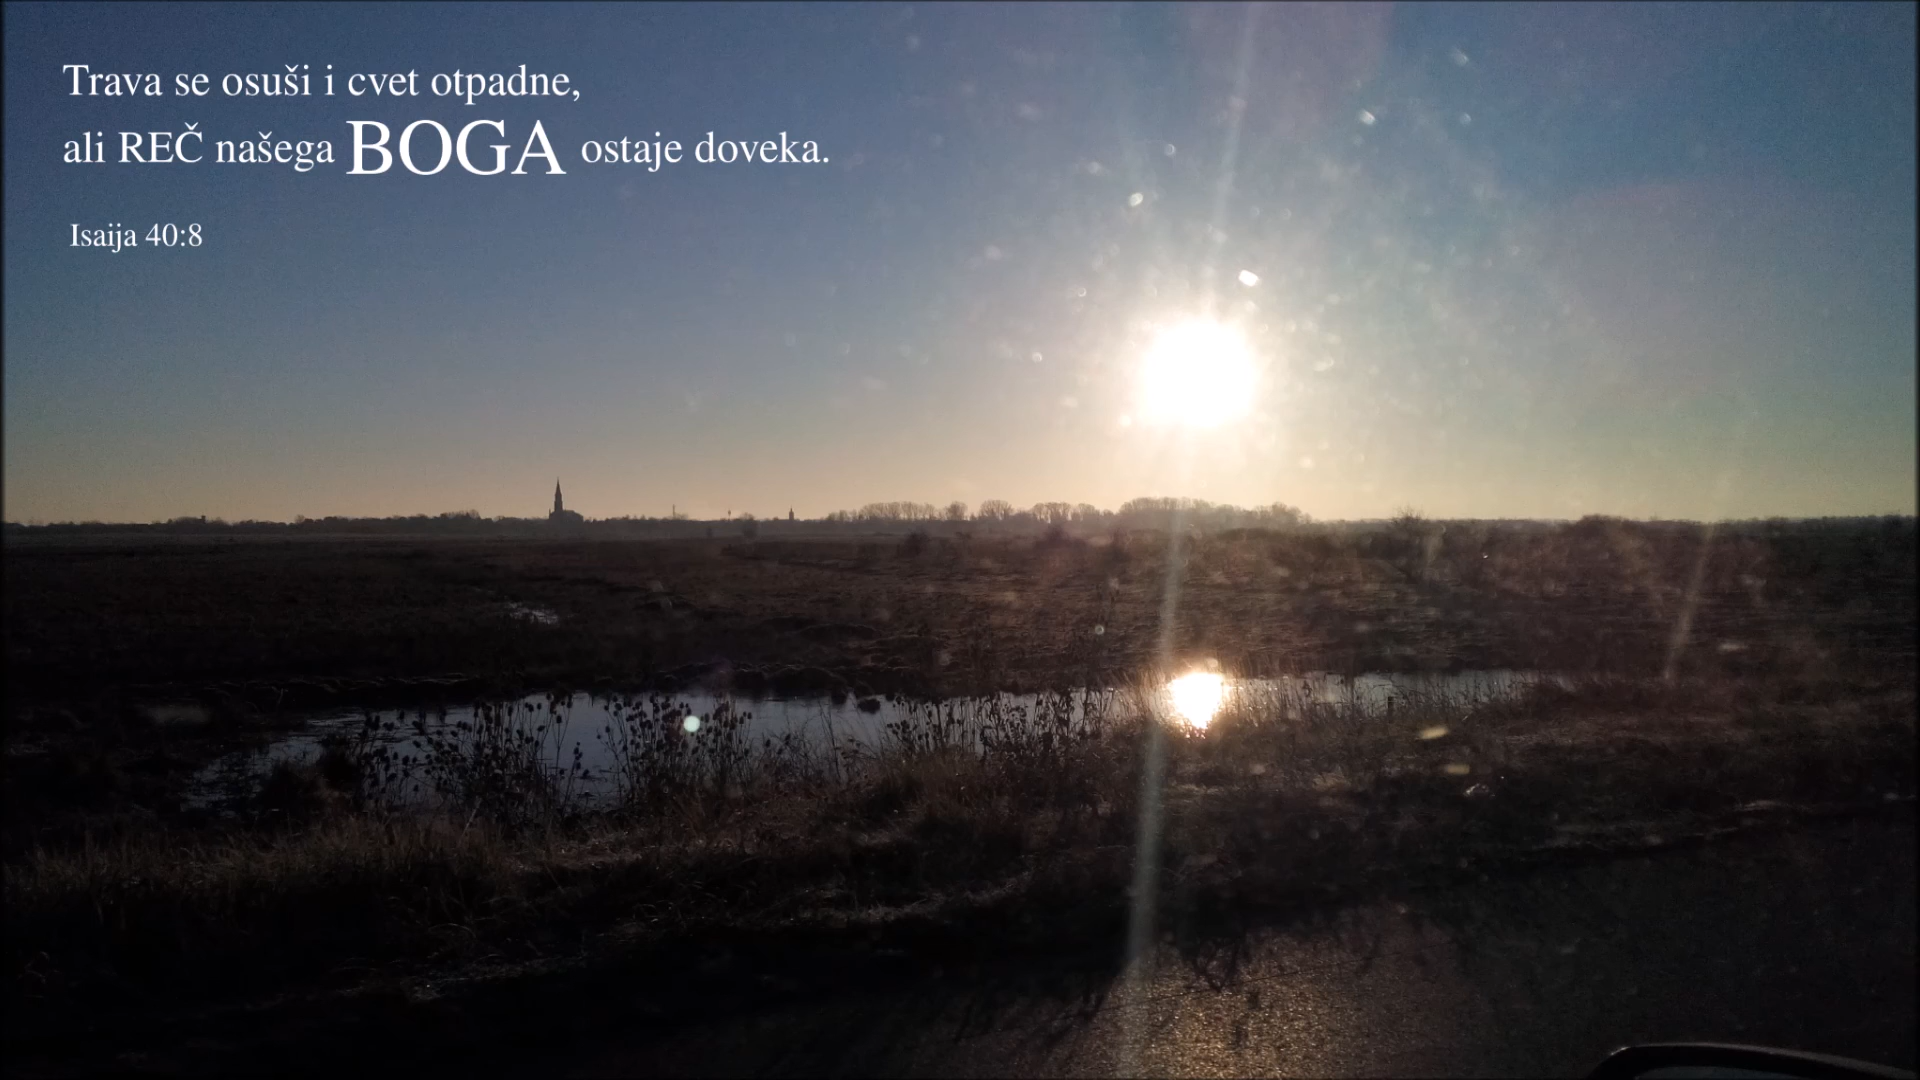 Trava se osuši i cvet otpadne,
ali REČ našega BOGA ostaje doveka.
Isaija 40:8